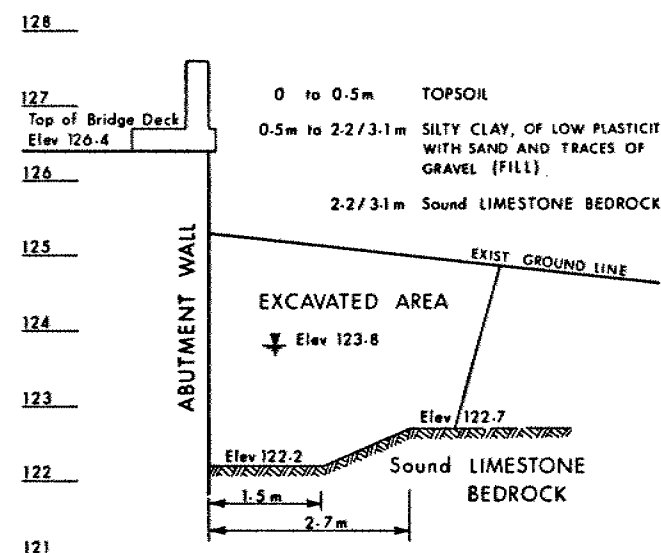 128
127
Top of Bridge Deck
Elev 126.4
126
125
124
123
122
121
0 to 0.5m TOPSOIL
0.5m to 2.2/3.1m SILTY CLAY, OF LOW PLASTICIT
WITH SAND AND TRACES OF
GRAVEL (FILL)
2.2/3.1m Sound LIMESTONE BEDROCK
ABUTMENT WALL
EXIST GROUND LINE
EXCAVATED AREA
Elev 123.8
Elev 122.7
Elev 122.2
Sound LIMESTONE
BEDROCK
1.5m
2.7m